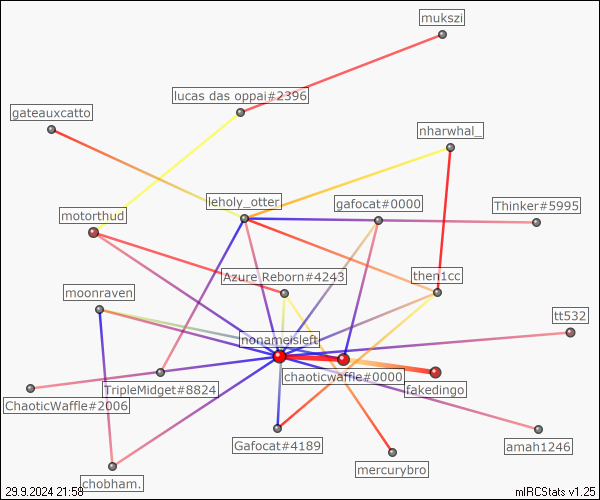 mukszi
lucas das oppai#2396
gateauxcatto
nharwhal_
leholy_otter
gafocat#0000
Thinker#5995
motorthud
Azure Reborn#4243
then1cc
moonraven
tt532
nonameisleft
chaoticwaffle#0000
TripleMidget#8824
fakedingo
ChaoticWaffle#2006
Gafocat#4189
amah1246
mercurybro
chobham.
29.9.2024 21:58
mIRCStats v1.25